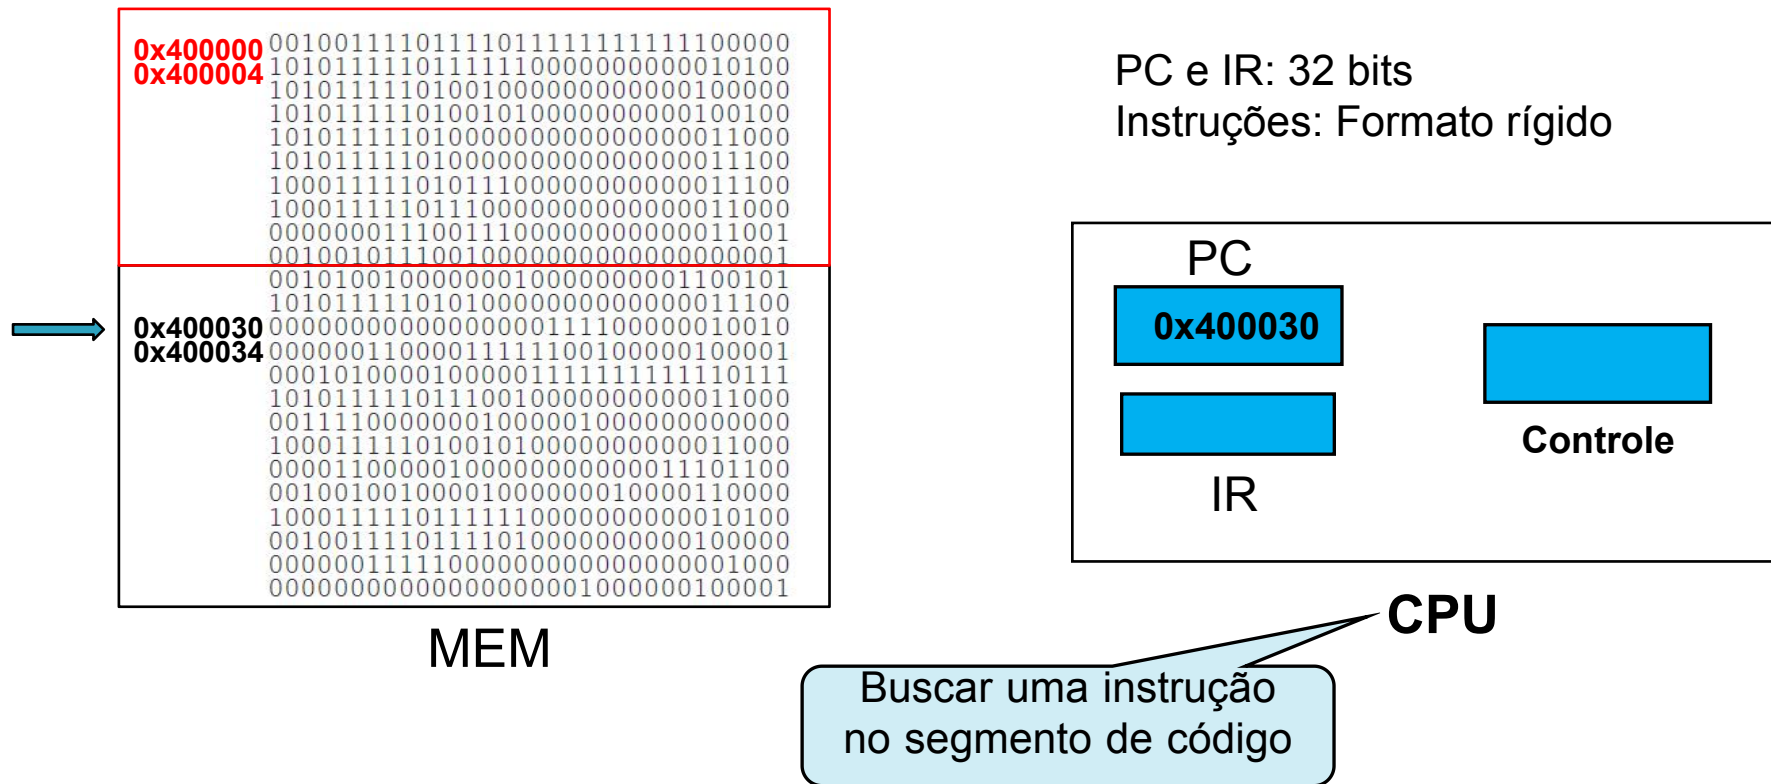 0x400000 00100111101111011111111111100000
0x400004 10101111101111110000000000010100
10101111101001000000000000100000
10101111101001010000000000100100
10101111101000000000000000011000
10101111101000000000000000011100
10001111101011100000000000011100
10001111101110000000000000011000
00000001110011100000000000011001
00100101110010000000000000000001
00101001000000010000000001100101
10101111101010000000000000011100
0x400030 00000000000000000111100000010010
0x400034 00000011000011111100100000100001
00010100001000001111111111110111
10101111101110010000000000011000
00111100000001000001000000000000
10001111101001010000000000011000
00001100000100000000000011101100
00100100100001000000010000110000
10001111101111110000000000010100
00100111101111010000000000100000
00000011111000000000000000001000
00000000000000000001000000100001
MEM
PC e IR: 32 bits
Instruções: Formato rígido
PC
0x400030
IR
Controle
CPU
Buscar uma instrução
no segmento de código